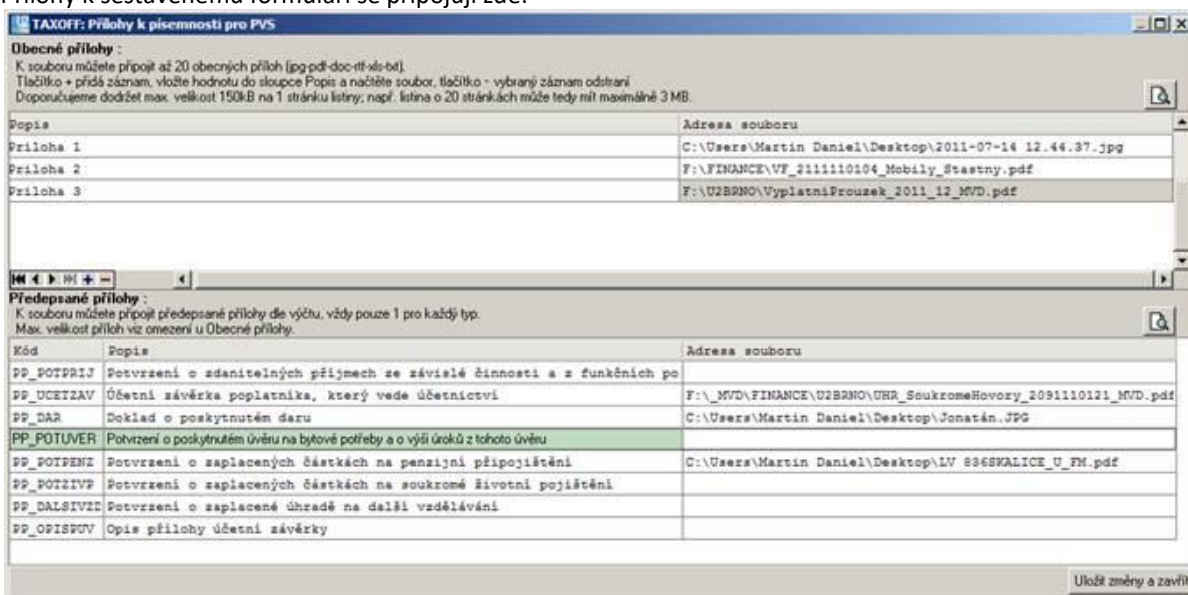 Přílohy k sestavenému formuláři se připojují zde:
TAXOFF: Přílohy k písemnosti pro PVS
Obecné přílohy :
K souboru můžete připojit až 20 obecných příloh (jpg-pdf-doc-rtf-xls-txt).
Tlačítko + přidá záznam, vložte hodnotu do sloupce Popis a načtěte soubor, tlačítko - vybraný záznam odstraní
Doporučujeme dodržet max. velikost 150kB na 1 stránku listiny; např. listina o 20 stránkách může tedy mít maximálně 3 MB.
Popis Adresa souboru
Priloha 1 C:\Users\Martin Daniel\Desktop\2011-07-14 12.44.37.jpg
Priloha 2 F:\FINANCE\VF_2111110104_Mobily_Stastny.pdf
Priloha 3 F:\U2BRNO\VyplatniProuzek_2011_12_MVD.pdf
Předepsané přílohy :
K souboru můžete připojit předepsané přílohy dle výčtu, vždy pouze 1 pro každý typ.
Max. velikost příloh viz omezení u Obecné přílohy.
Kód Popis Adresa souboru
PP_POTPRIJ Potvrzení o zdanitelných příjmech ze závislé činnosti a z funkčních po
PP_UCETZAV Účetní závěrka poplatníka, který vede účetnictví F:\_MVD\FINANCE\U2BRNO\UHR_SoukromeHovory_2091110121_MVD.pdf
PP_DAR Doklad o poskytnutém daru C:\Users\Martin Daniel\Desktop\Jonatán.JPG
PP_POTUVER Potvrzení o poskytnutém úvěru na bytové potřeby a o výši úroků z tohoto úvěru
PP_POTPENZ Potvrzení o zaplacených částkách na penzijní připojištění C:\Users\Martin Daniel\Desktop\LV 836SKALICE_U_FM.pdf
PP_POTZIVP Potvrzení o zaplacených částkách na soukromé životní pojištění
PP_DALSIVZD Potvrzení o zaplacené úhradě na další vzdělávání
PP_OPISPUV Opis přílohy účetní závěrky
Uložit změny a zavřít